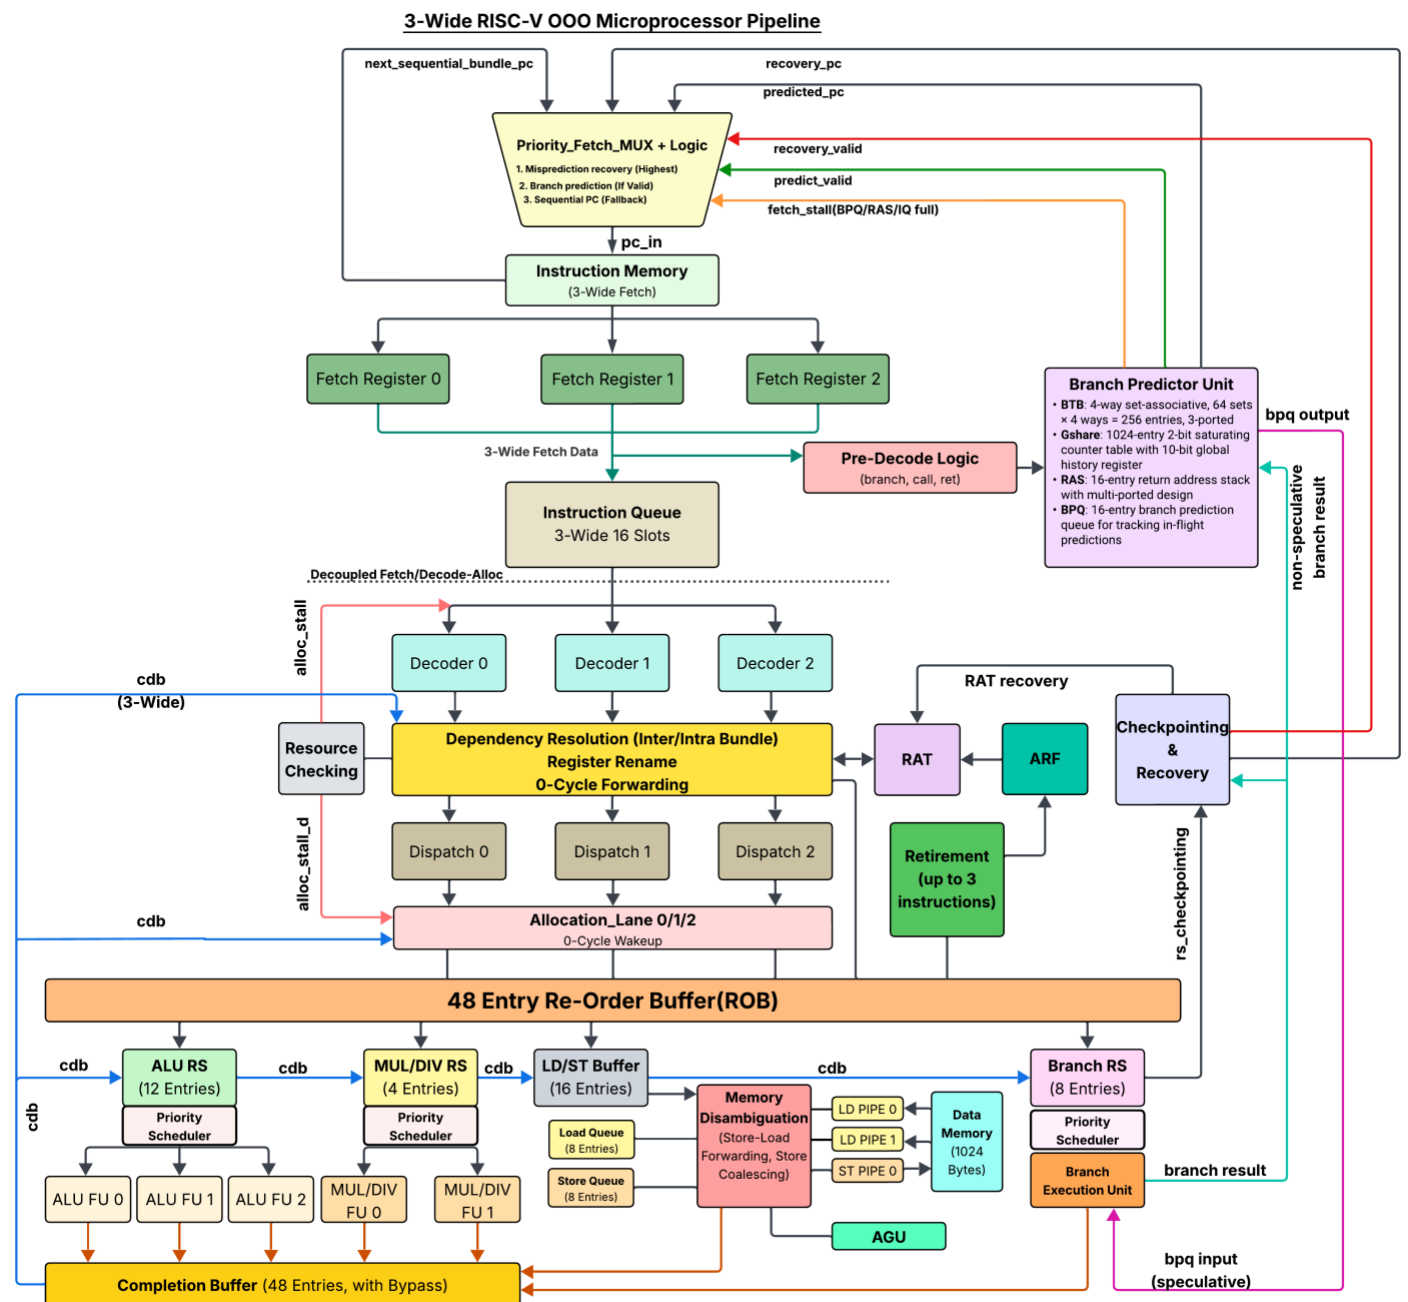 3-Wide RISC-V OOO Microprocessor Pipeline
next_sequential_bundle_pc
recovery_pc
predicted_pc
Priority_Fetch_MUX + Logic
1. Misprediction recovery (Highest)
2. Branch prediction (If Valid)
3. Sequential PC (Fallback)
recovery_valid
predict_valid
fetch_stall(BPQ/RAS/IQ full)
pc_in
Instruction Memory
(3-Wide Fetch)
Fetch Register 0
Fetch Register 1
Fetch Register 2
Branch Predictor Unit
• BTB: 4-way set-associative, 64 sets
× 4 ways = 256 entries, 3-ported
• Gshare: 1024-entry 2-bit saturating
counter table with 10-bit global
history register
• RAS: 16-entry return address stack
with multi-ported design
• BPQ: 16-entry branch prediction
queue for tracking in-flight
predictions
bpq output
3-Wide Fetch Data
Pre-Decode Logic
(branch, call, ret)
non-speculative
branch result
Instruction Queue
3-Wide 16 Slots
Decoupled Fetch/Decode-Alloc
alloc_stall
Decoder 0
Decoder 1
Decoder 2
cdb
(3-Wide)
RAT recovery
Resource
Checking
Dependency Resolution (Inter/Intra Bundle)
Register Rename
0-Cycle Forwarding
RAT
ARF
Checkpointing
&
Recovery
alloc_stall_d
Dispatch 0
Dispatch 1
Dispatch 2
Retirement
(up to 3
instructions)
rs_checkpointing
cdb
Allocation_Lane 0/1/2
0-Cycle Wakeup
48 Entry Re-Order Buffer(ROB)
cdb
ALU RS
(12 Entries)
Priority
Scheduler
cdb
MUL/DIV RS
(4 Entries)
Priority
Scheduler
cdb
LD/ST Buffer
(16 Entries)
cdb
Branch RS
(8 Entries)
Priority
Scheduler
Branch
Execution Unit
cdb
Memory
Disambiguation
(Store-Load
Forwarding, Store
Coalescing)
Load Queue
(8 Entries)
Store Queue
(8 Entries)
LD PIPE 0
LD PIPE 1
ST PIPE 0
Data
Memory
(1024
Bytes)
branch result
ALU FU 0
ALU FU 1
ALU FU 2
MUL/DIV
FU 0
MUL/DIV
FU 1
AGU
bpq input
(speculative)
Completion Buffer (48 Entries, with Bypass)